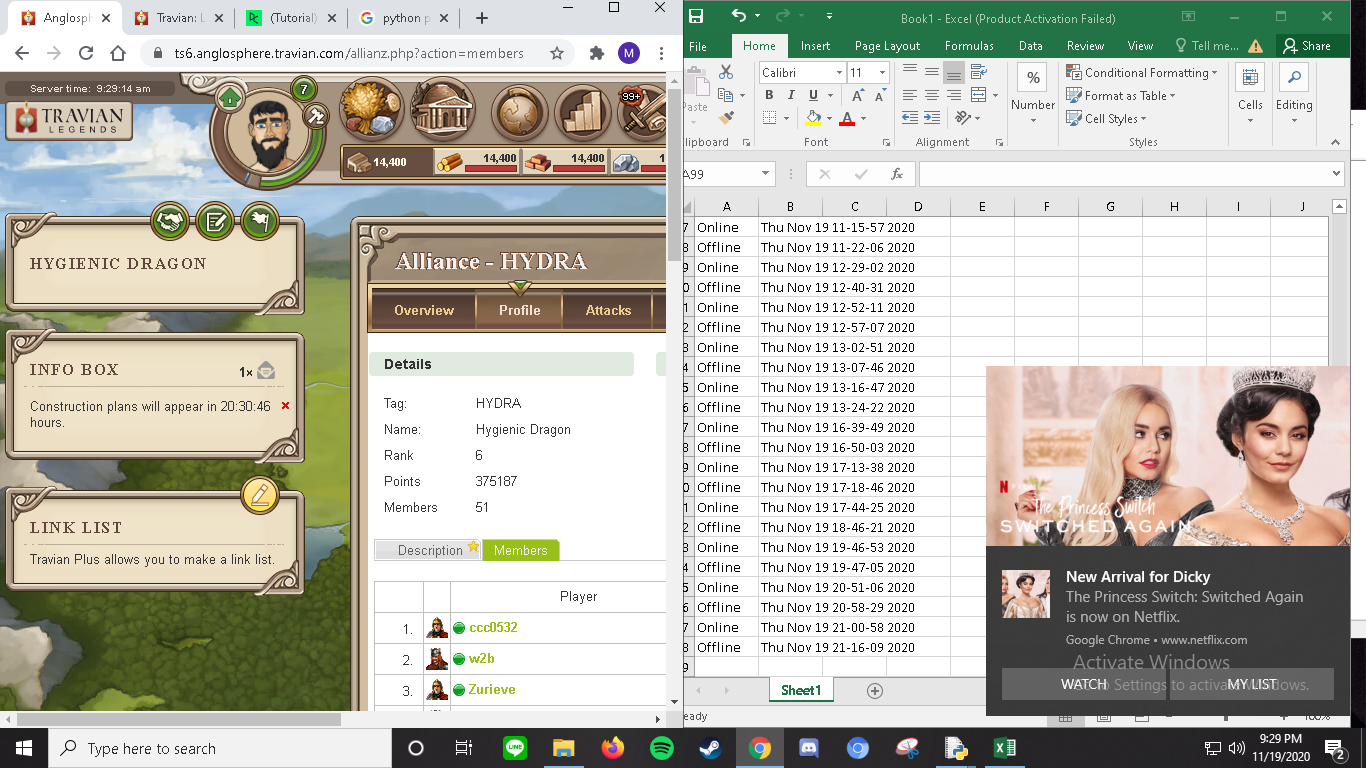 Anglosph
Travian: L
(Tutorial)
python p
ts6.anglosphere.travian.com/allianz.php?action=members
M
Server time: 9:29:14 am
TRAVIAN
LEGENDS
7
99+
14,400
14,400
14,400
1
HYGIENIC DRAGON
INFO BOX
1×
Construction plans will appear in 20:30:46
hours.
LINK LIST
Travian Plus allows you to make a link list.
Alliance - HYDRA
Overview
Profile
Attacks
Details
Tag: HYDRA
Name: Hygienic Dragon
Rank 6
Points 375187
Members 51
Description
Members
Player
1. ccc0532
2. w2b
3. Zurieve
Book1 - Excel (Product Activation Failed)
File
Home
Insert
Page Layout
Formulas
Data
Review
View
Tell me...
Share
Paste
Calibri
11
B I U
A A
A
%
Number
Conditional Formatting
Format as Table
Cell Styles
Cells
Editing
lipboard
Font
Alignment
Styles
A99
fx
A B C D E F G H I J
7 Online Thu Nov 19 11-15-57 2020
8 Offline Thu Nov 19 11-22-06 2020
9 Online Thu Nov 19 12-29-02 2020
0 Offline Thu Nov 19 12-40-31 2020
1 Online Thu Nov 19 12-52-11 2020
2 Offline Thu Nov 19 12-57-07 2020
3 Online Thu Nov 19 13-02-51 2020
4 Offline Thu Nov 19 13-07-46 2020
5 Online Thu Nov 19 13-16-47 2020
6 Offline Thu Nov 19 13-24-22 2020
7 Online Thu Nov 19 16-39-49 2020
8 Offline Thu Nov 19 16-50-03 2020
9 Online Thu Nov 19 17-13-38 2020
0 Offline Thu Nov 19 17-18-46 2020
1 Online Thu Nov 19 17-44-25 2020
2 Offline Thu Nov 19 18-46-21 2020
3 Online Thu Nov 19 19-46-53 2020
4 Offline Thu Nov 19 19-47-05 2020
5 Online Thu Nov 19 20-51-06 2020
6 Offline Thu Nov 19 20-58-29 2020
7 Online Thu Nov 19 21-00-58 2020
8 Offline Thu Nov 19 21-16-09 2020
9
Sheet1
eady
100%
N
The Princess Switch
SWITCHED AGAIN
New Arrival for Dicky
The Princess Switch: Switched Again
is now on Netflix.
Google Chrome • www.netflix.com
Activate Windows
Go to Settings to activate Windows.
WATCH
MY LIST
Type here to search
LINE
9:29 PM
11/19/2020
2